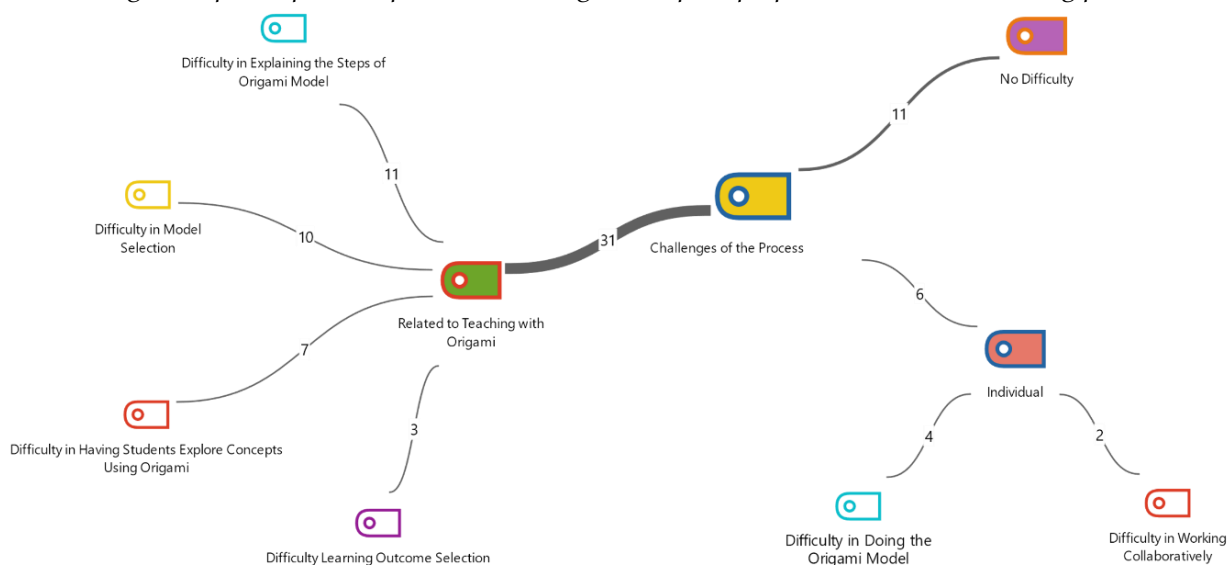 Difficulty in Explaining the Steps of
Origami Model
No Difficulty
11
11
Difficulty in Model
Selection
10
31
Challenges of the Process
6
Related to Teaching with
Origami
7
Individual
3
4
2
Difficulty in Having Students Explore Concepts
Using Origami
Difficulty Learning Outcome Selection
Difficulty in Doing the
Origami Model
Difficulty in Working
Collaboratively